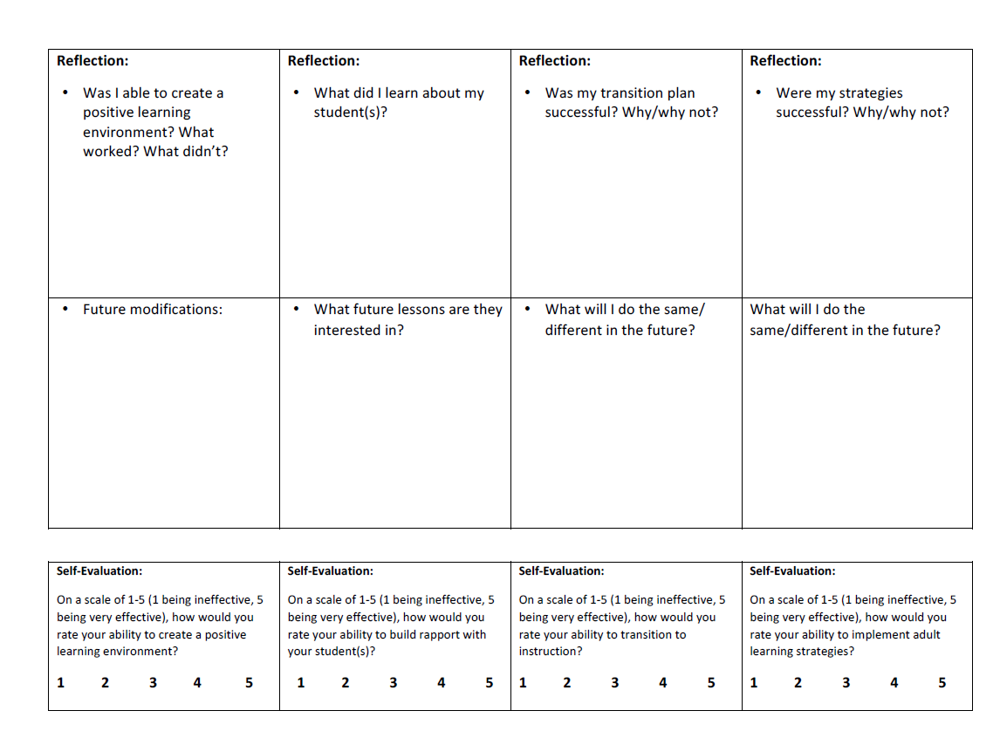 Reflection:
• Was I able to create a
positive learning
environment? What
worked? What didn’t?
Reflection:
• What did I learn about my
student(s)?
Reflection:
• Was my transition plan
successful? Why/why not?
Reflection:
• Were my strategies
successful? Why/why not?
• Future modifications:
• What future lessons are they
interested in?
• What will I do the same/
different in the future?
What will I do the
same/different in the future?
Self-Evaluation:
On a scale of 1-5 (1 being ineffective, 5
being very effective), how would you
rate your ability to create a positive
learning environment?
1 2 3 4 5
Self-Evaluation:
On a scale of 1-5 (1 being ineffective, 5
being very effective), how would you
rate your ability to build rapport with
your student(s)?
1 2 3 4 5
Self-Evaluation:
On a scale of 1-5 (1 being ineffective, 5
being very effective), how would you
rate your ability to transition to
instruction?
1 2 3 4 5
Self-Evaluation:
On a scale of 1-5 (1 being ineffective, 5
being very effective), how would you
rate your ability to implement adult
learning strategies?
1 2 3 4 5